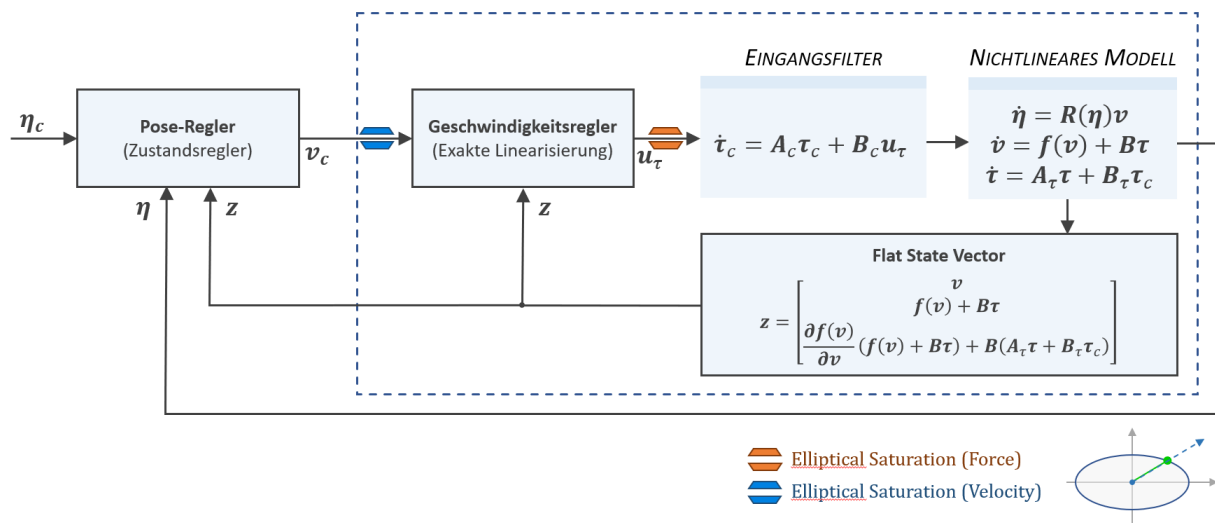 EINGANGSFILTER
NICHTLINEARES MODELL
η_c
Pose-Regler
(Zustandsregler)
v_c
Geschwindigkeitsregler
(Exakte Linearisierung)
u_τ
τ̇_c = A_c τ_c + B_c u_τ
η̇ = R(η)v
v̇ = f(v) + Bτ
τ̇ = A_τ τ + B_τ τ_c
η
z
z
Flat State Vector
z = [ v
f(v) + Bτ
∂f(v)/∂v (f(v) + Bτ) + B(A_τ τ + B_τ τ_c) ]
Elliptical Saturation (Force)
Elliptical Saturation (Velocity)